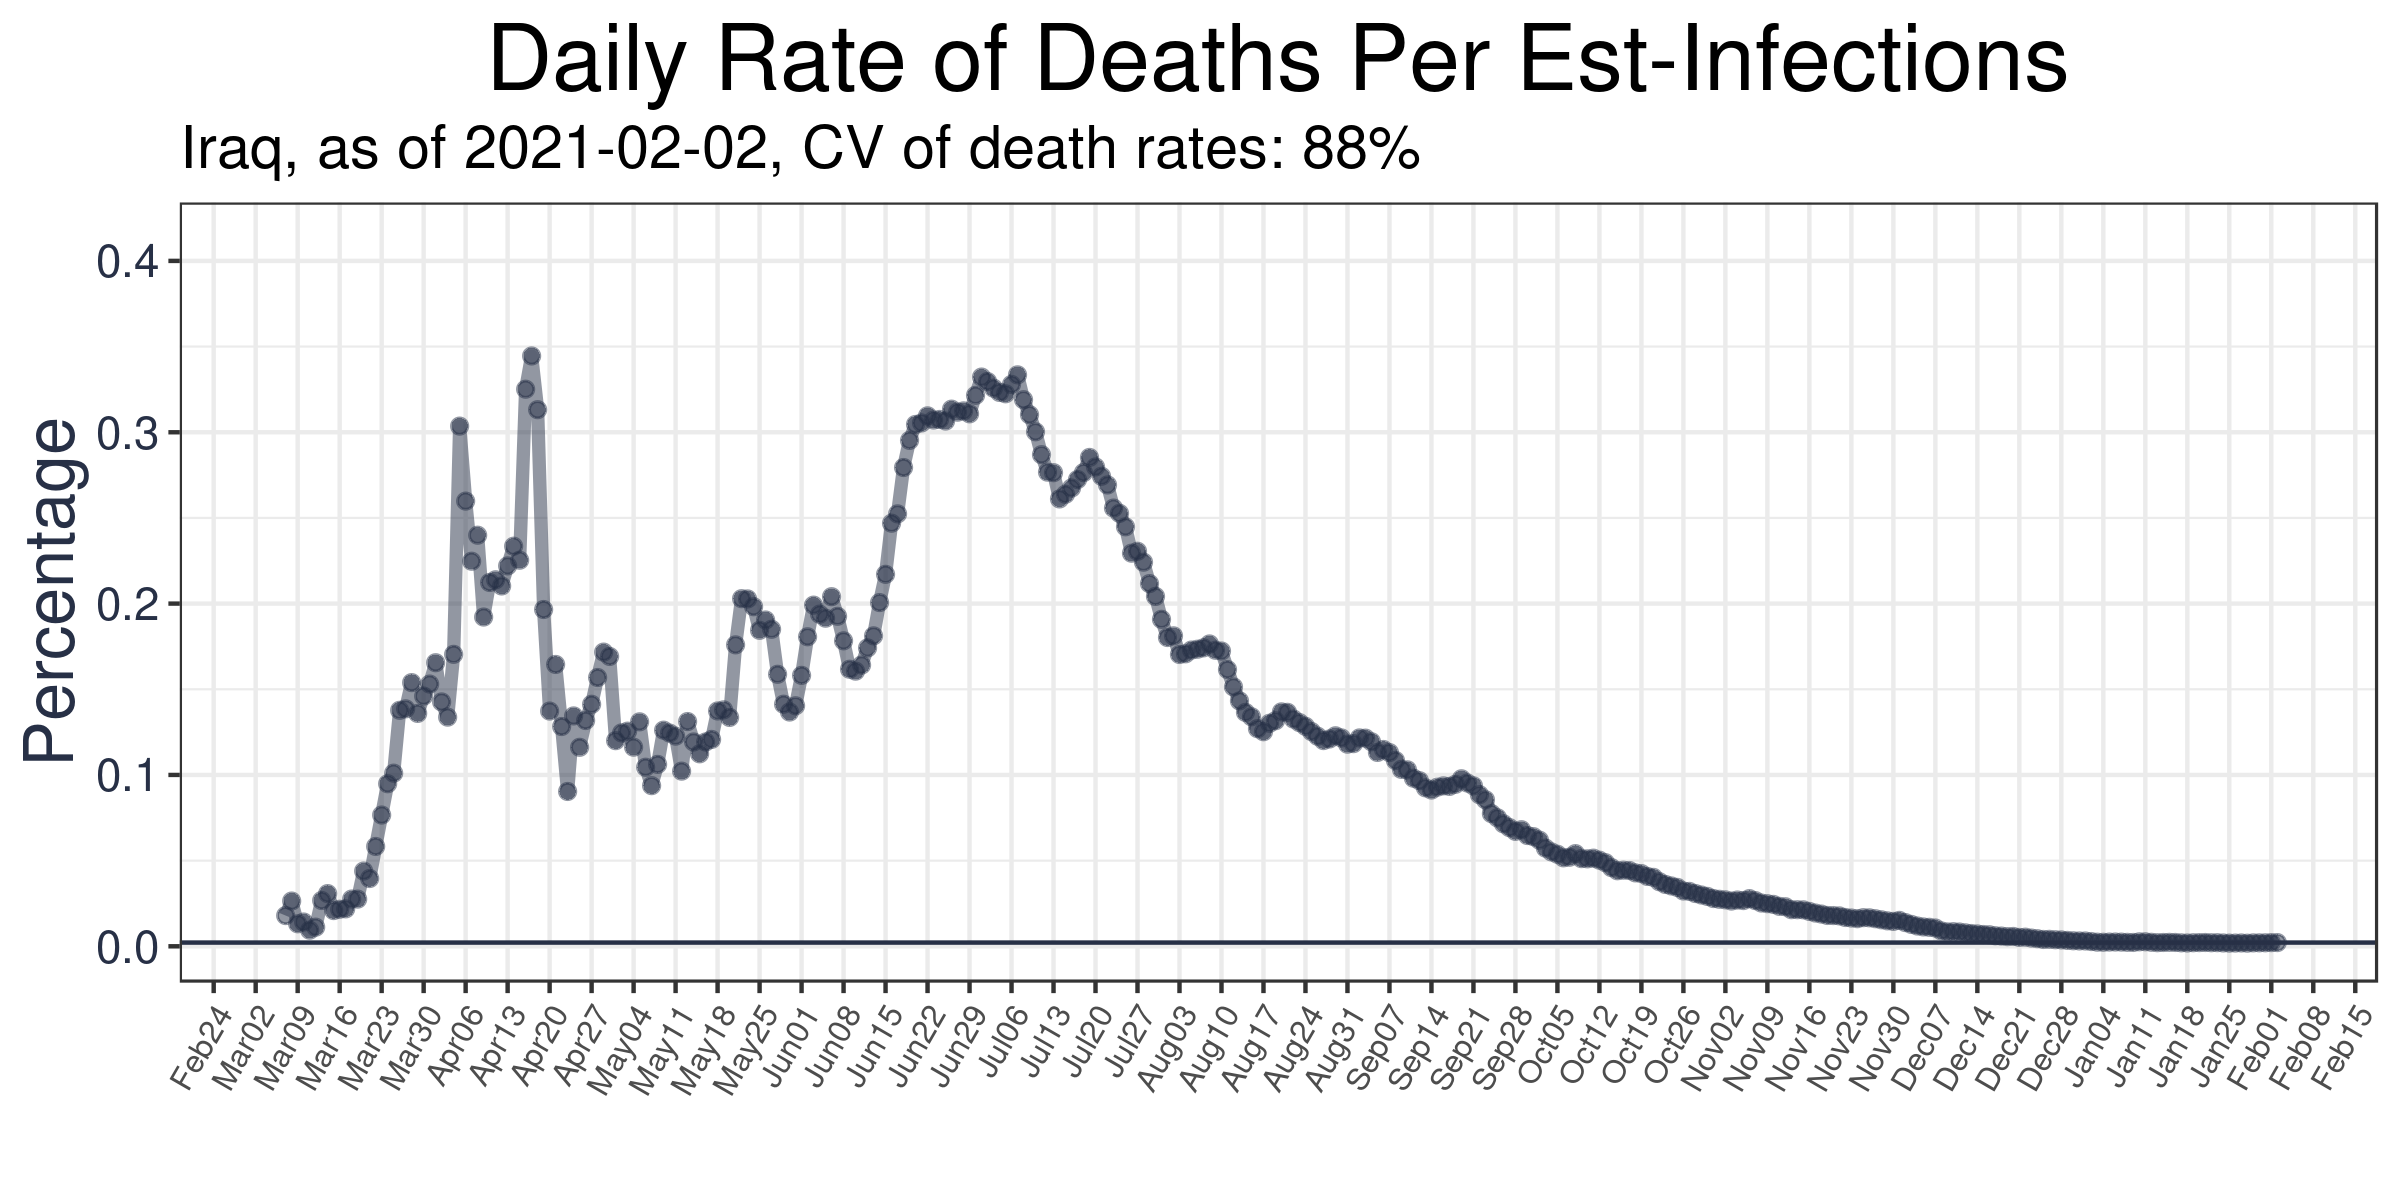 Daily Rate of Deaths Per Est-Infections
Iraq, as of 2021-02-02, CV of death rates: 88%
Percentage
0.4
0.3
0.2
0.1
0.0
Feb24
Mar02
Mar09
Mar16
Mar23
Mar30
Apr06
Apr13
Apr20
Apr27
May04
May11
May18
May25
Jun01
Jun08
Jun15
Jun22
Jun29
Jul06
Jul13
Jul20
Jul27
Aug03
Aug10
Aug17
Aug24
Aug31
Sep07
Sep14
Sep21
Sep28
Oct05
Oct12
Oct19
Oct26
Nov02
Nov09
Nov16
Nov23
Nov30
Dec07
Dec14
Dec21
Dec28
Jan04
Jan11
Jan18
Jan25
Feb01
Feb08
Feb15